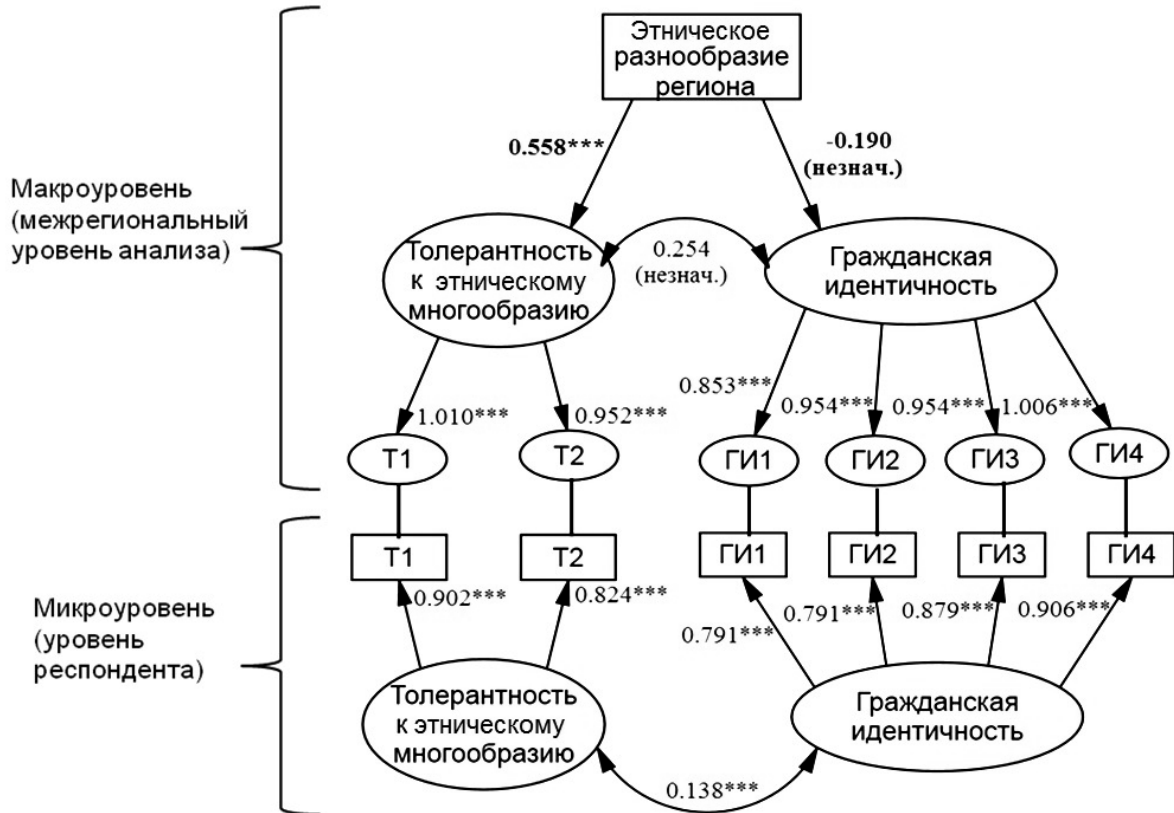 Этническое
разнообразие
региона
0.558***
-0.190
(незнач.)
Макроуровень
(межрегиональный
уровень анализа)
Толерантность
к этническому
многообразию
0.254
(незнач.)
Гражданская
идентичность
1.010***
0.952***
0.853***
0.954***
0.954***
1.006***
Т1
Т2
ГИ1
ГИ2
ГИ3
ГИ4
Т1
Т2
ГИ1
ГИ2
ГИ3
ГИ4
Микроуровень
(уровень
респондента)
0.902***
0.824***
0.791***
0.791***
0.879***
0.906***
Толерантность
к этническому
многообразию
Гражданская
идентичность
0.138***